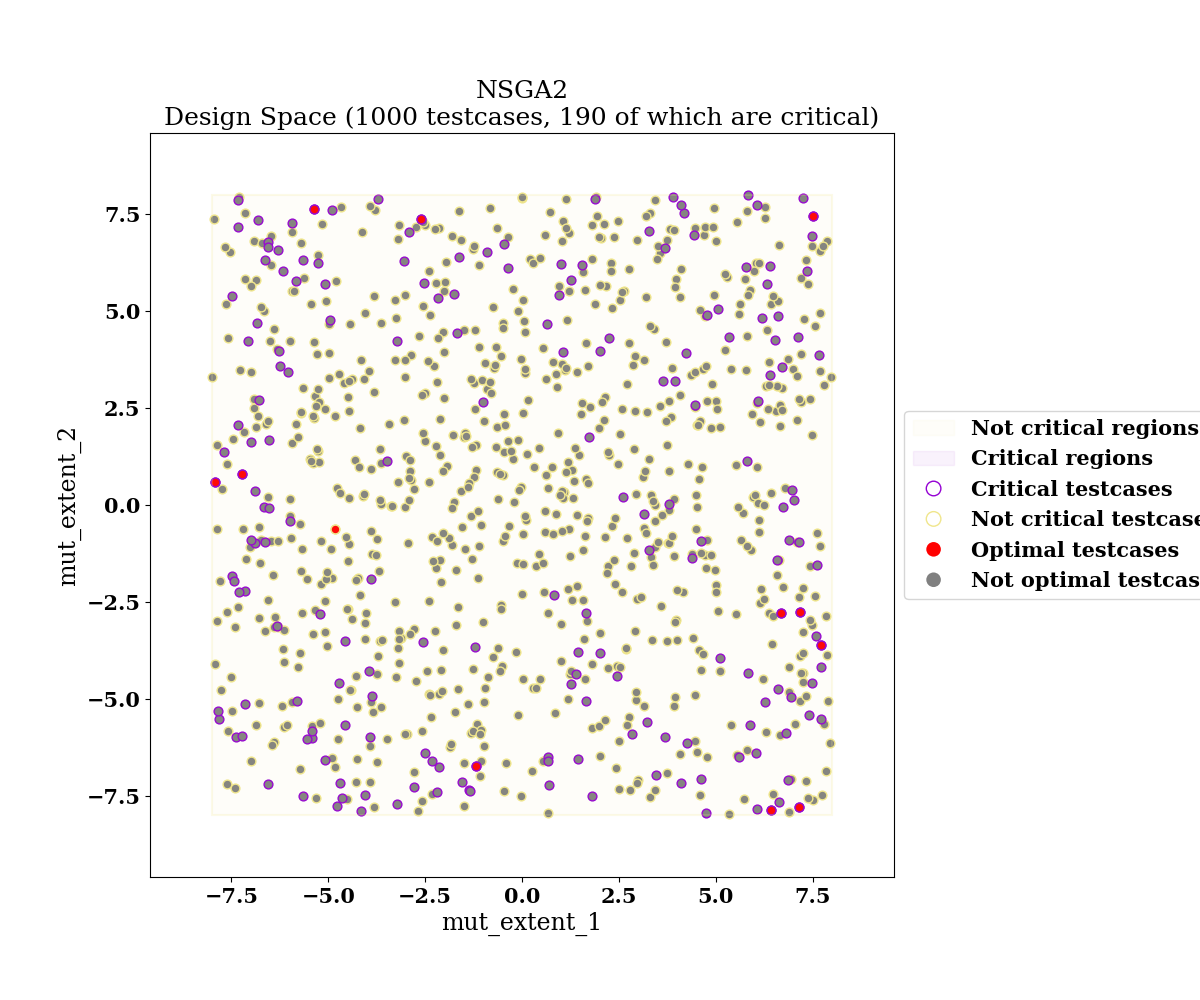 NSGA2
Design Space (1000 testcases, 190 of which are critical)
mut_extent_2
7.5
5.0
2.5
0.0
−2.5
−5.0
−7.5
−7.5 −5.0 −2.5 0.0 2.5 5.0 7.5
mut_extent_1
Not critical regions
Critical regions
Critical testcases
Not critical testcase
Optimal testcases
Not optimal testcas